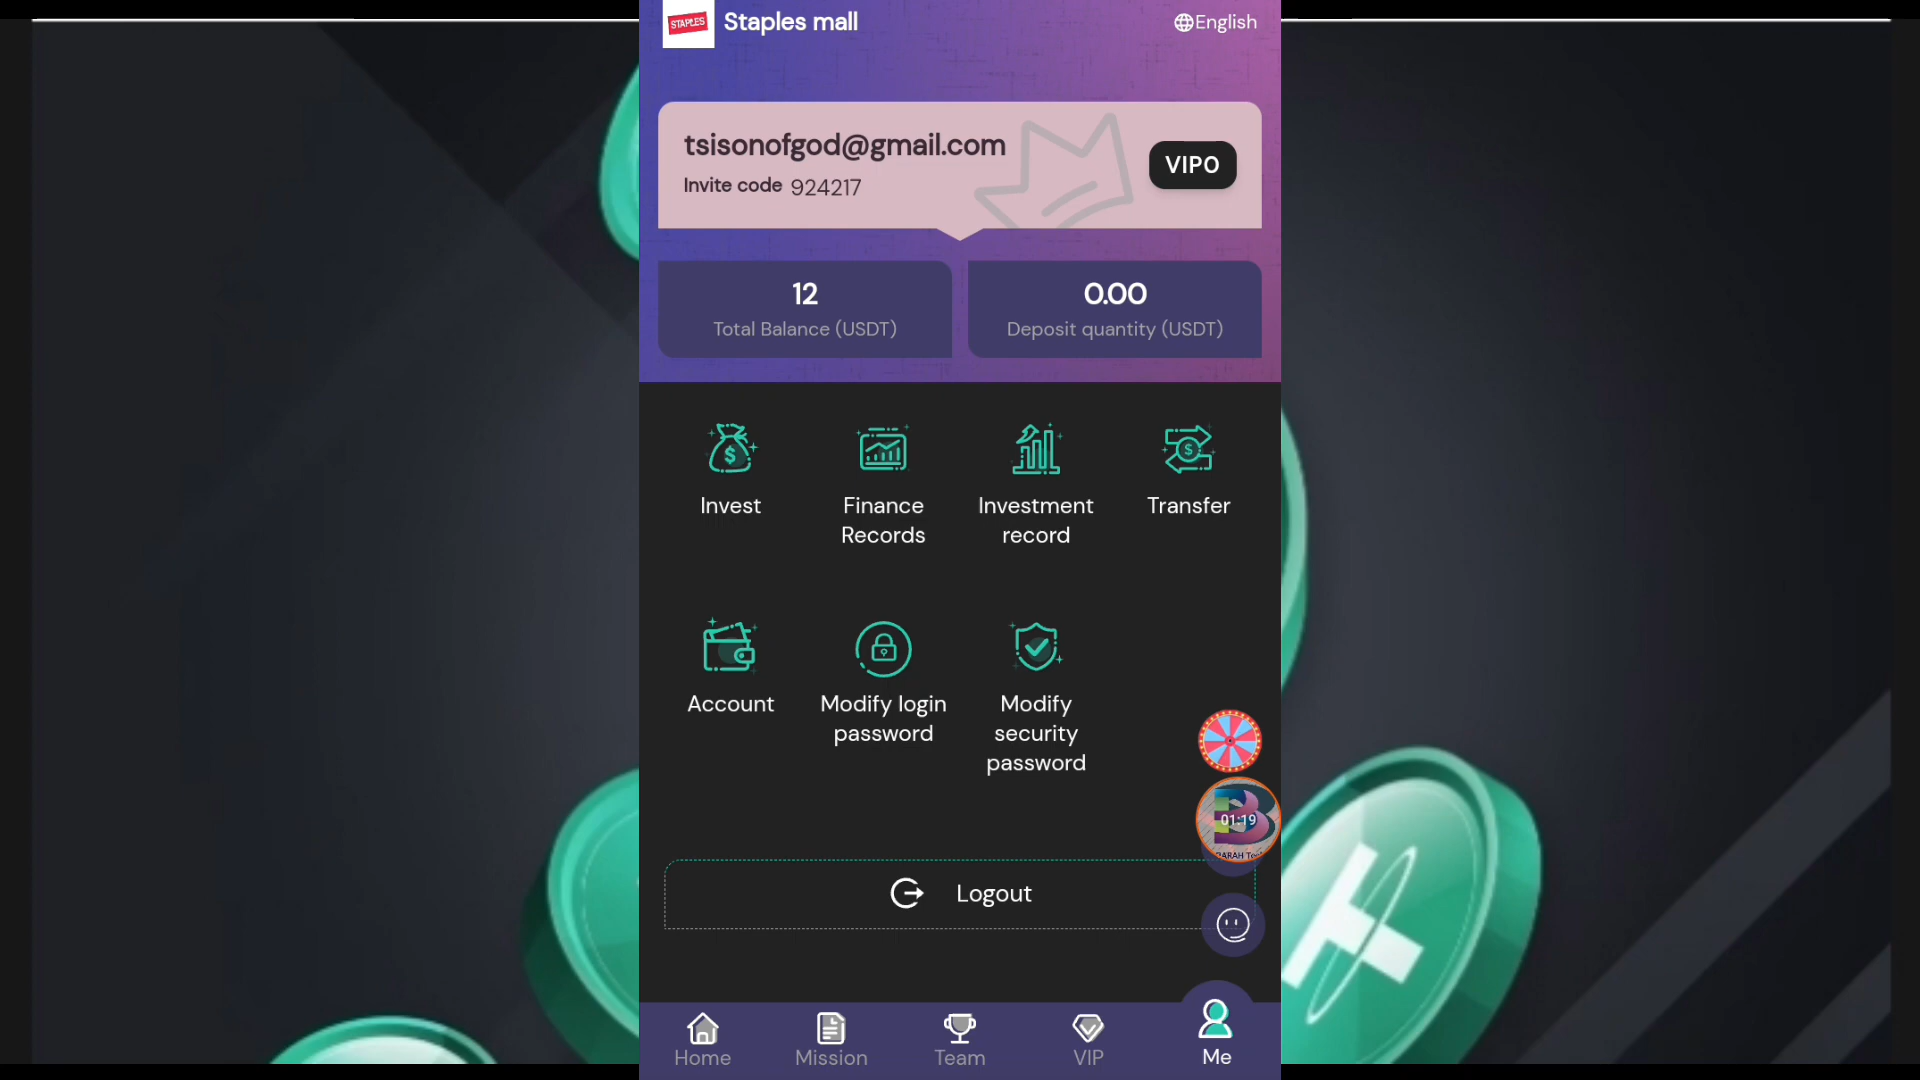 STAPLES
Staples mall
English
tsisonofgod@gmail.com
VIP0
Invite code 924217
12
Total Balance (USDT)
0.00
Deposit quantity (USDT)
Invest
Finance
Records
Investment
record
Transfer
Account
Modify login
password
Modify
security
password
01:19
Logout
Home
Mission
Team
VIP
Me